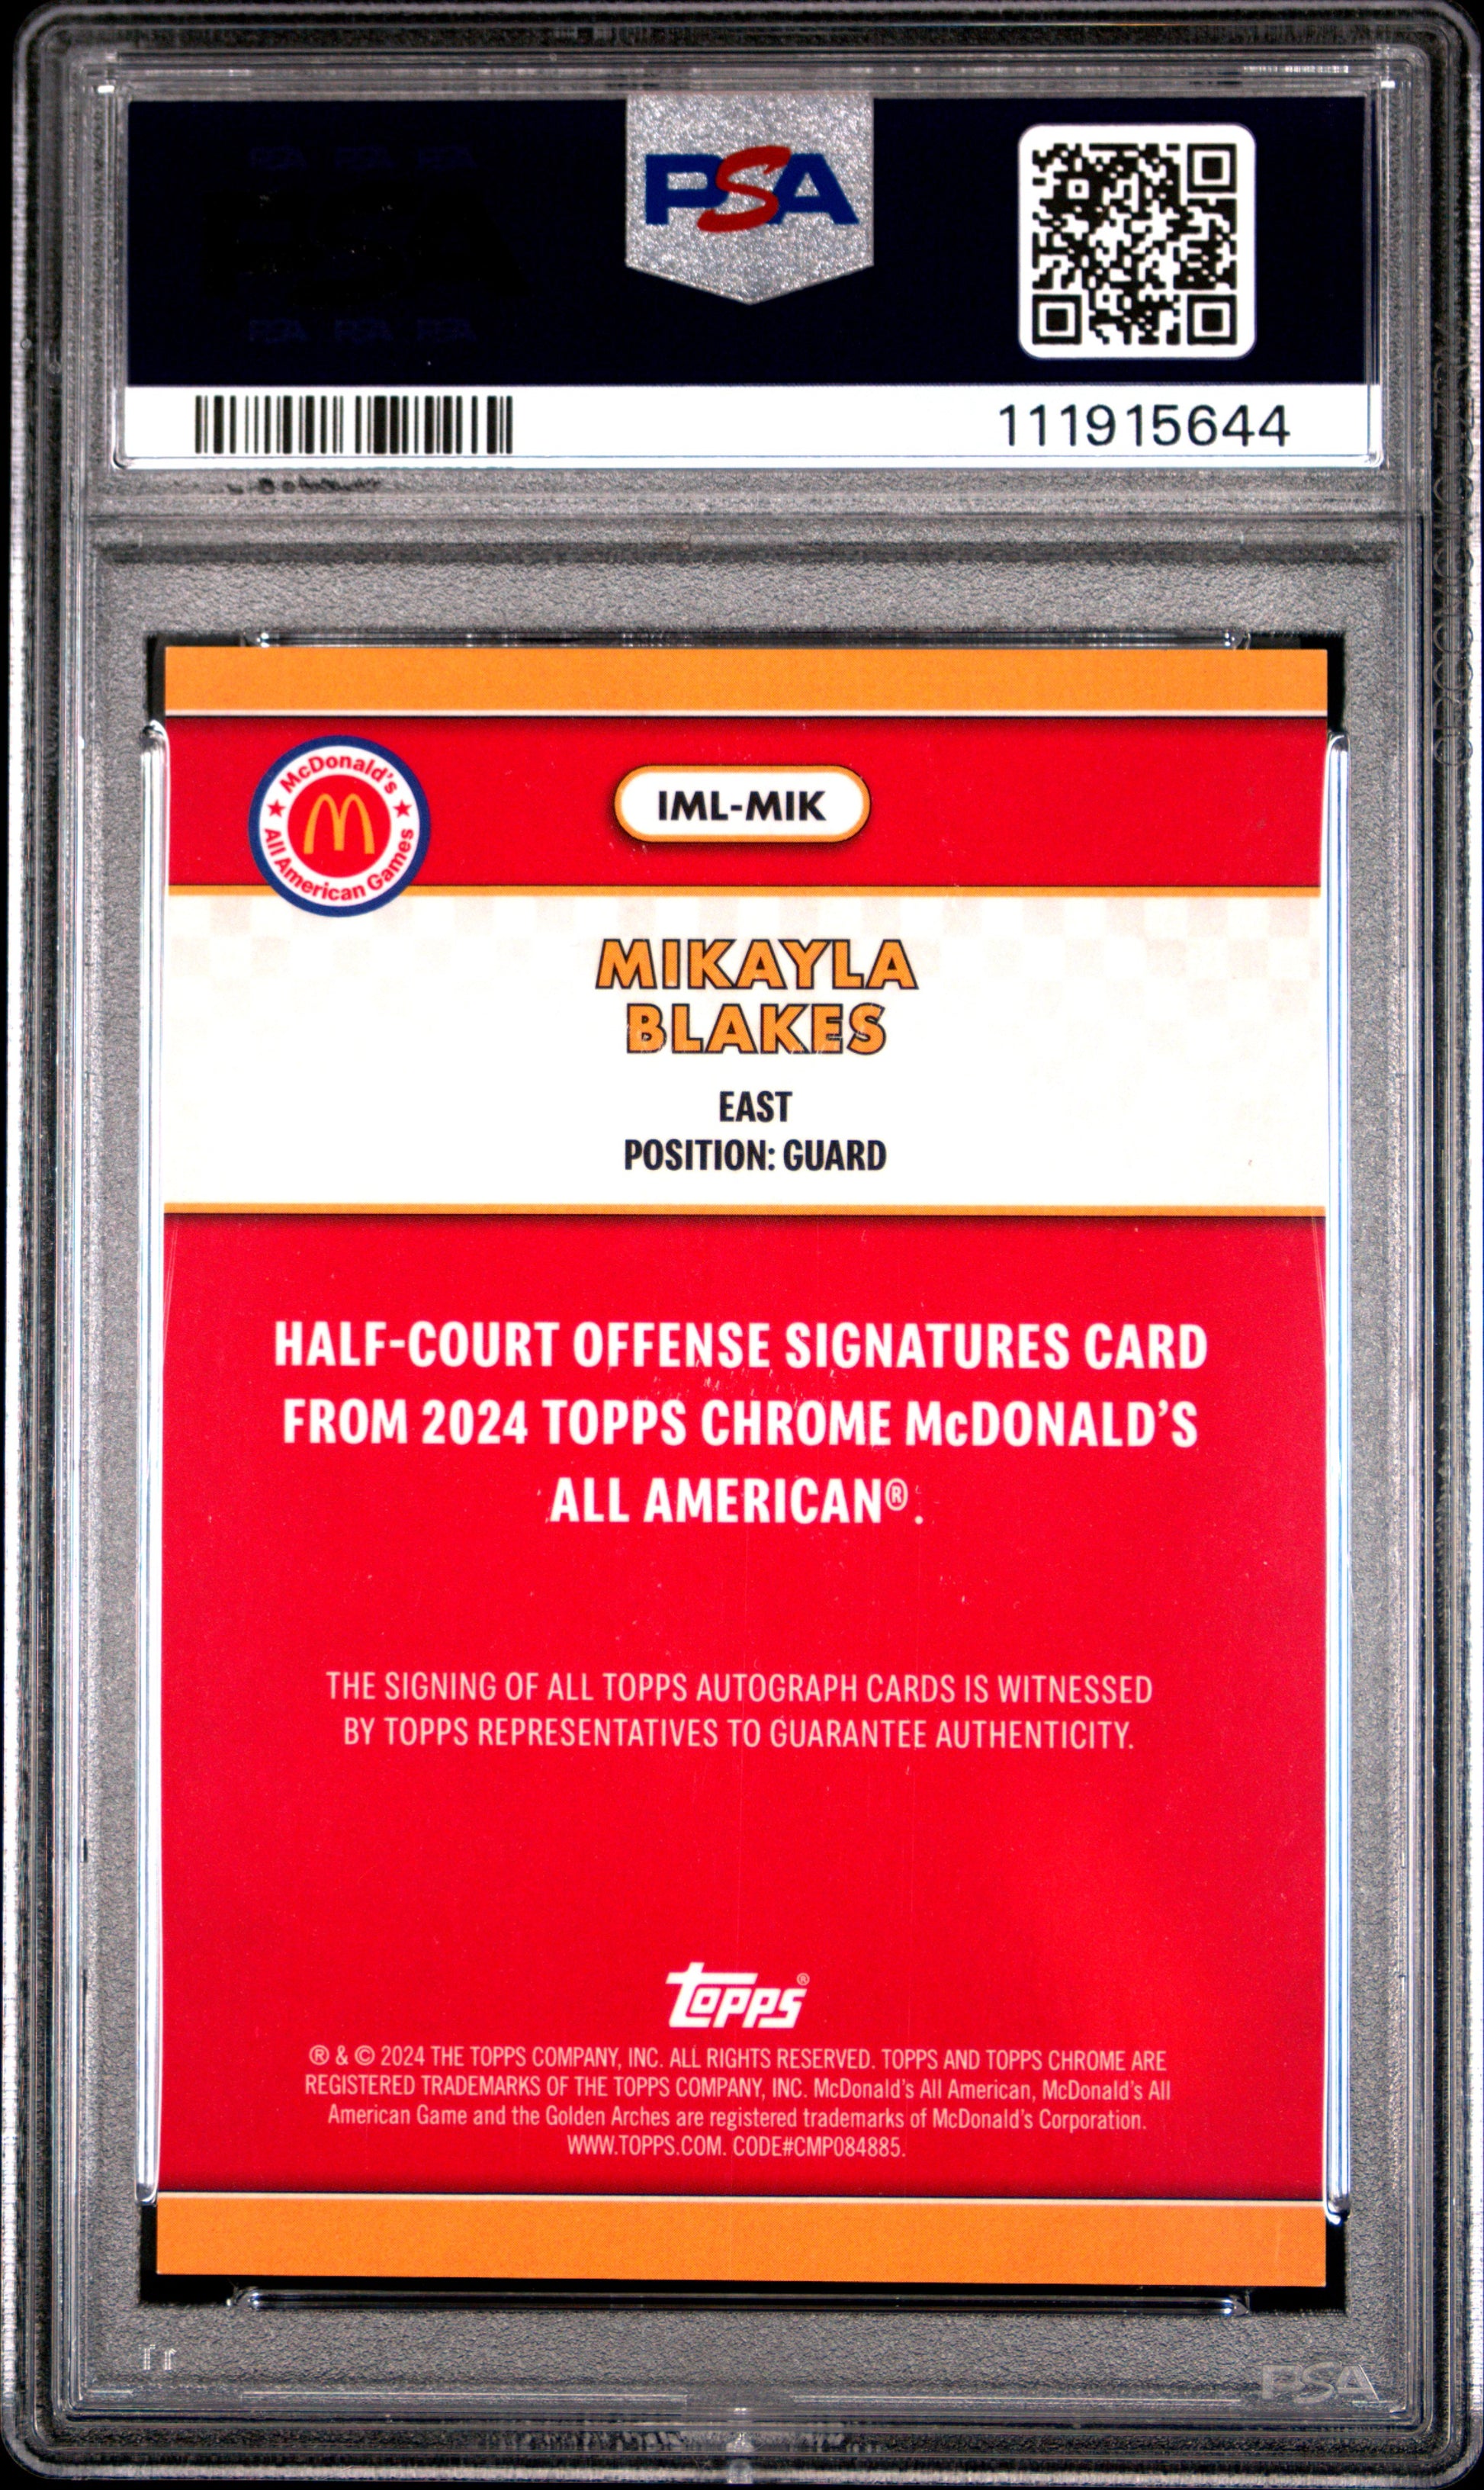 PSA
111915644
McDonald's
All American Games
IML-MIK
MIKAYLA
BLAKES
EAST
POSITION: GUARD
HALF-COURT OFFENSE SIGNATURES CARD
FROM 2024 TOPPS CHROME McDONALD'S
ALL AMERICAN®.
THE SIGNING OF ALL TOPPS AUTOGRAPH CARDS IS WITNESSED
BY TOPPS REPRESENTATIVES TO GUARANTEE AUTHENTICITY.
topps®
® & © 2024 THE TOPPS COMPANY, INC. ALL RIGHTS RESERVED. TOPPS AND TOPPS CHROME ARE
REGISTERED TRADEMARKS OF THE TOPPS COMPANY, INC. McDonald's All American, McDonald's All
American Game and the Golden Arches are registered trademarks of McDonald's Corporation.
WWW.TOPPS.COM. CODE#CMP084885.
PSA